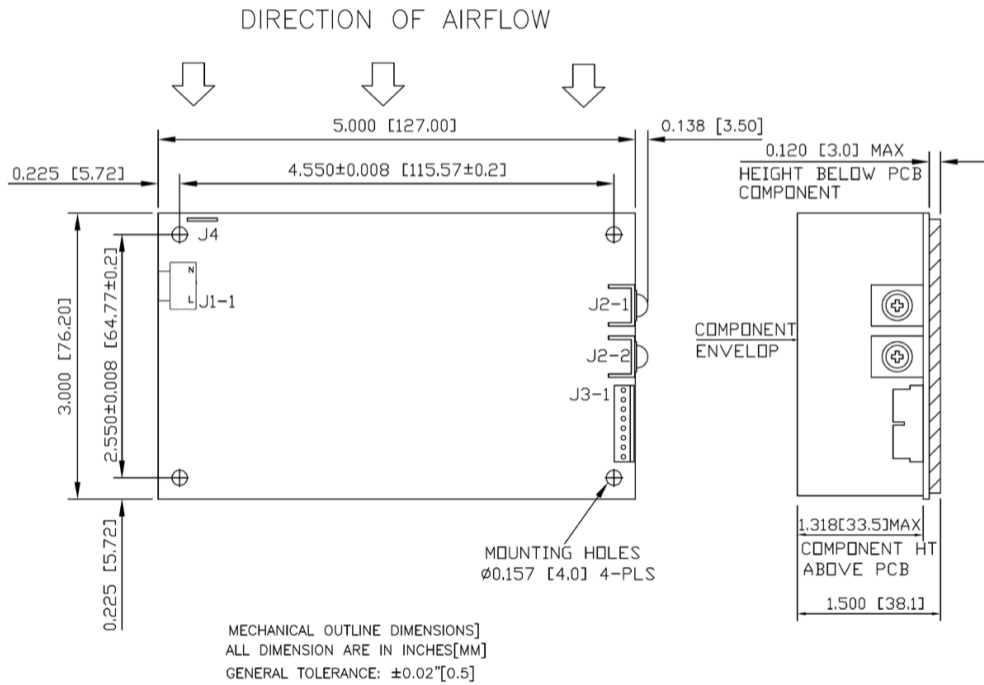 DIRECTION OF AIRFLOW
5.000 [127.00]
0.138 [3.50]
4.550±0.008 [115.57±0.2]
0.225 [5.72]
0.120 [3.0] MAX
HEIGHT BELOW PCB
COMPONENT
J4
N
L
J1-1
3.000 [76.20]
2.550±0.008 [64.77±0.2]
J2-1
J2-2
J3-1
COMPONENT
ENVELOP
0.225 [5.72]
MOUNTING HOLES
Ø0.157 [4.0] 4-PLS
1.318[33.5]MAX
COMPONENT HT
ABOVE PCB
1.500 [38.1]
MECHANICAL OUTLINE DIMENSIONS]
ALL DIMENSION ARE IN INCHES[MM]
GENERAL TOLERANCE: ±0.02"[0.5]